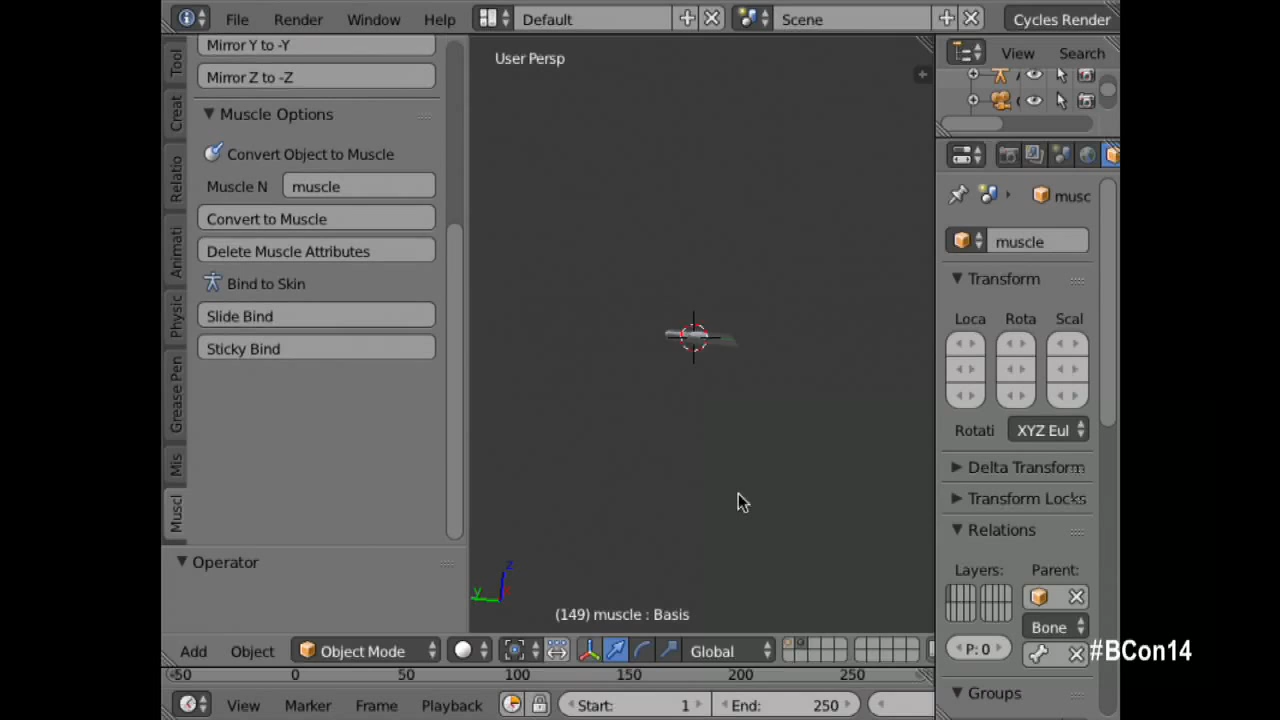 File Render Window Help Default Scene Cycles Render
Mirror Y to -Y
Mirror Z to -Z
Muscle Options
Convert Object to Muscle
Muscle N muscle
Convert to Muscle
Delete Muscle Attributes
Bind to Skin
Slide Bind
Sticky Bind
Operator
Tool
Creat
Relatio
Animati
Physic
Grease Pen
Mis
Muscl
User Persp
(149) muscle : Basis
z
y
View Search
musc
muscle
Transform
Loca Rota Scal
Rotati XYZ Eul
Delta Transform
Transform Locks
Relations
Layers: Parent:
Bone
P: 0
Groups
#BCon14
Add Object Object Mode Global
-50 0 50 100 150 200 250
View Marker Frame Playback Start: 1 End: 250